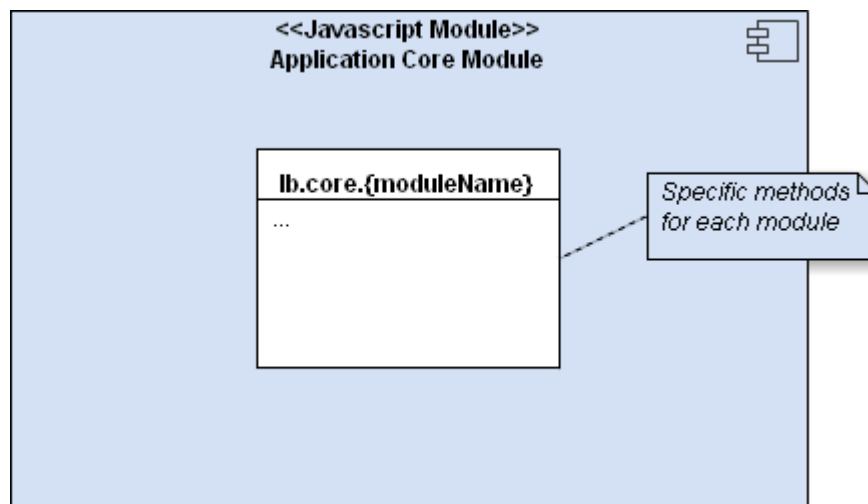 <<Javascript Module>>
Application Core Module
lb.core.{moduleName}
...
Specific methods
for each module